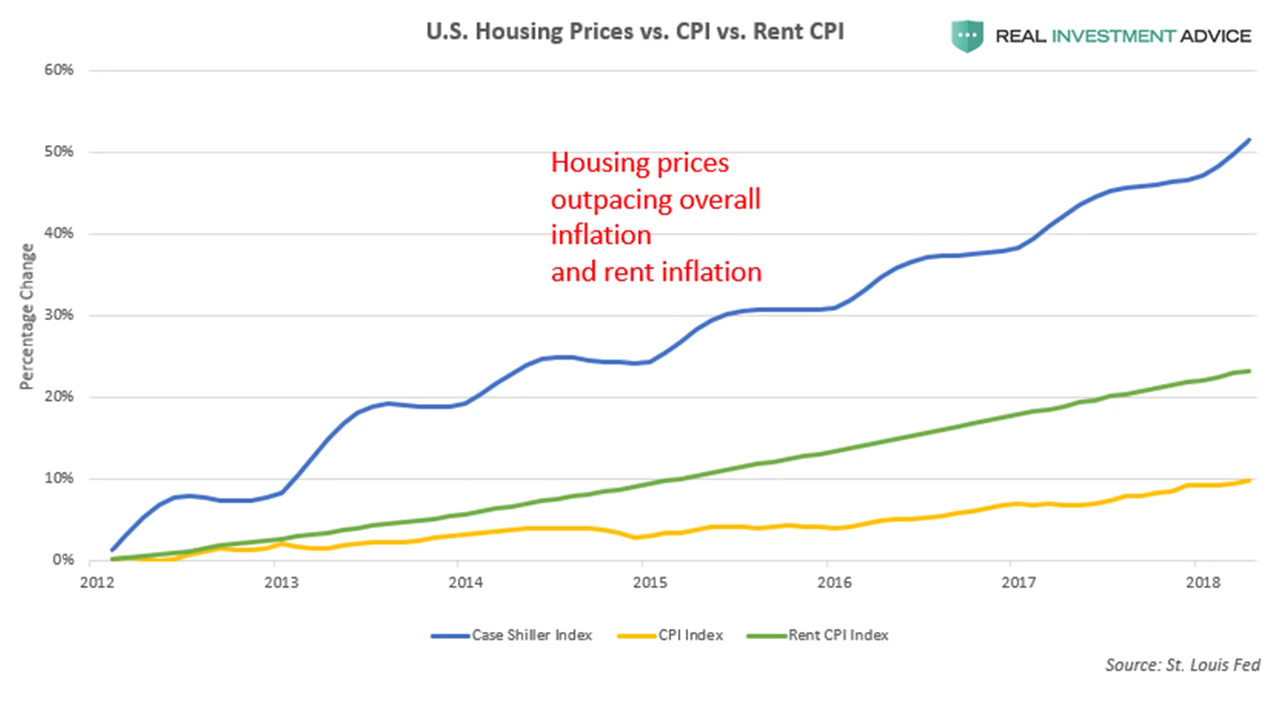 U.S. Housing Prices vs. CPI vs. Rent CPI
REAL INVESTMENT ADVICE
60%
50%
40%
30%
20%
10%
0%
Percentage Change
Housing prices
outpacing overall
inflation
and rent inflation
2012
2013
2014
2015
2016
2017
2018
Case Shiller Index
CPI Index
Rent CPI Index
Source: St. Louis Fed